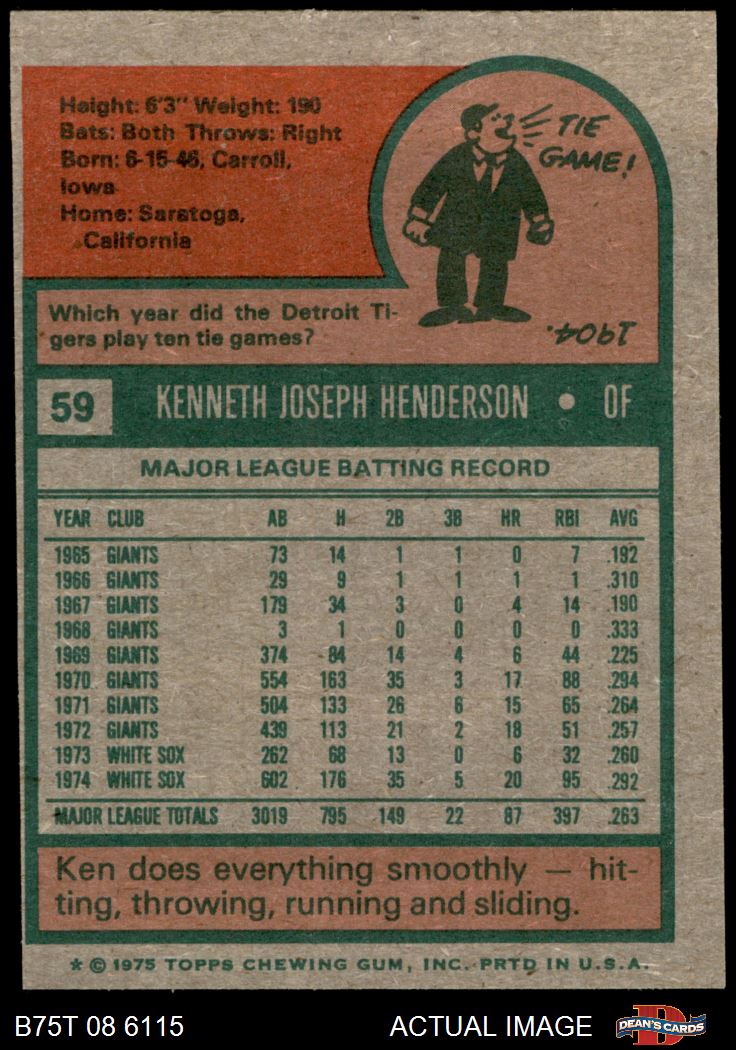 Height: 6'3" Weight: 190
Bats: Both Throws: Right
Born: 6-15-46, Carroll,
Iowa
Home: Saratoga,
California
TIE
GAME!
Which year did the Detroit Ti-
gers play ten tie games?
1904.
59 KENNETH JOSEPH HENDERSON • OF
MAJOR LEAGUE BATTING RECORD
YEAR CLUB AB H 2B 3B HR RBI AVG
1965 GIANTS 73 14 1 1 0 7 .192
1966 GIANTS 29 9 1 1 1 1 .310
1967 GIANTS 179 34 3 0 4 14 .190
1968 GIANTS 3 1 0 0 0 0 .333
1969 GIANTS 374 84 14 4 6 44 .225
1970 GIANTS 554 163 35 3 17 88 .294
1971 GIANTS 504 133 26 6 15 65 .264
1972 GIANTS 439 113 21 2 18 51 .257
1973 WHITE SOX 262 68 13 0 6 32 .260
1974 WHITE SOX 602 176 35 5 20 95 .292
MAJOR LEAGUE TOTALS 3019 795 149 22 87 397 .263
Ken does everything smoothly — hit-
ting, throwing, running and sliding.
* © 1975 TOPPS CHEWING GUM, INC. PRTD IN U.S.A.
B75T 08 6115 ACTUAL IMAGE DEAN'S CARDS